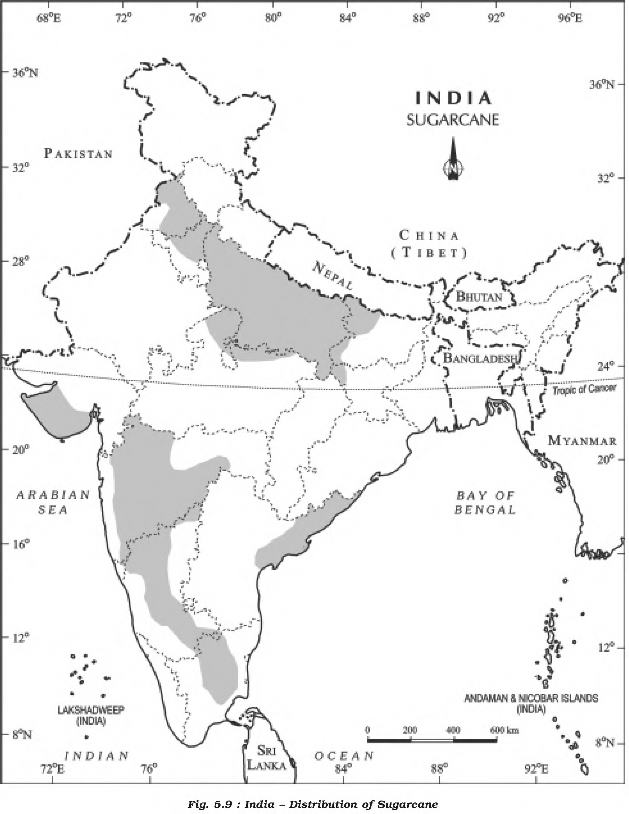 68° 72° 76° 80° 84° 88° 92° 96°E
36°N
36°N
INDIA
SUGARCANE
N
PAKISTAN
32°
32°
CHINA
(TIBET)
28°
NEPAL
BHUTAN
BANGLADESH
24°
Tropic of Cancer
MYANMAR
20°
20°
ARABIAN
SEA
BAY OF
BENGAL
16°
12°
12°
LAKSHADWEEP
(INDIA)
ANDAMAN & NICOBAR ISLANDS
(INDIA)
0 200 400 600 km
8°N
8°N
INDIAN
OCEAN
SRI
LANKA
72°E 76° 84° 88° 92°E
Fig. 5.9 : India – Distribution of Sugarcane